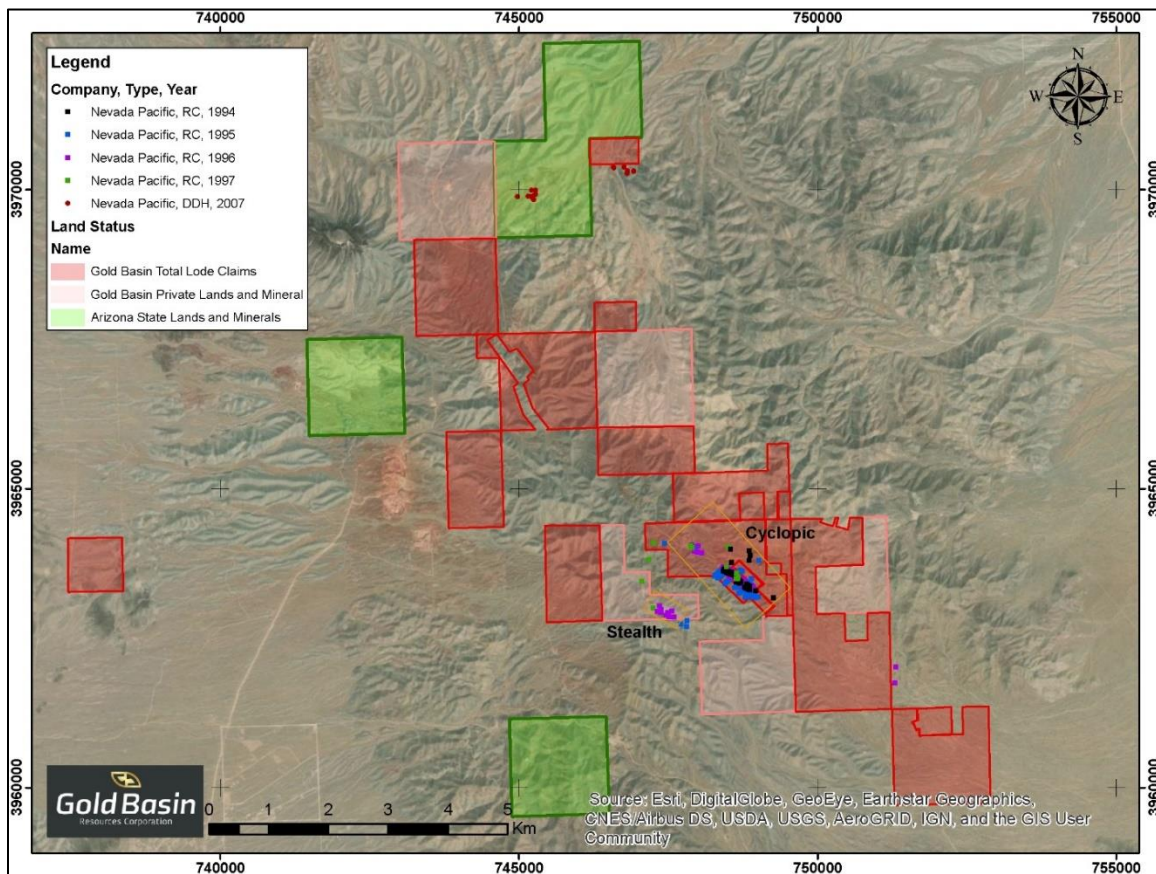 740000 745000 750000 755000
Legend
Company, Type, Year
Nevada Pacific, RC, 1994
Nevada Pacific, RC, 1995
Nevada Pacific, RC, 1996
Nevada Pacific, RC, 1997
Nevada Pacific, DDH, 2007
Land Status
Name
Gold Basin Total Lode Claims
Gold Basin Private Lands and Mineral
Arizona State Lands and Minerals
N
W E
S
3970000 3970000
3965000 3965000
Cyclopic
Stealth
3960000 3960000
Gold Basin
Resources Corporation
0 1 2 3 4 5
Km
Source: Esri, DigitalGlobe, GeoEye, Earthstar Geographics,
CNES/Airbus DS, USDA, USGS, AeroGRID, IGN, and the GIS User
Community
740000 745000 750000 755000